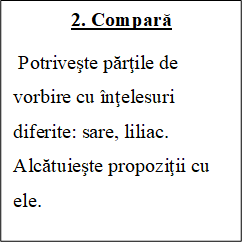 2. Compară
Potriveşte părţile de
vorbire cu înţelesuri
diferite: sare, liliac.
Alcătuieşte propoziţii cu
ele.